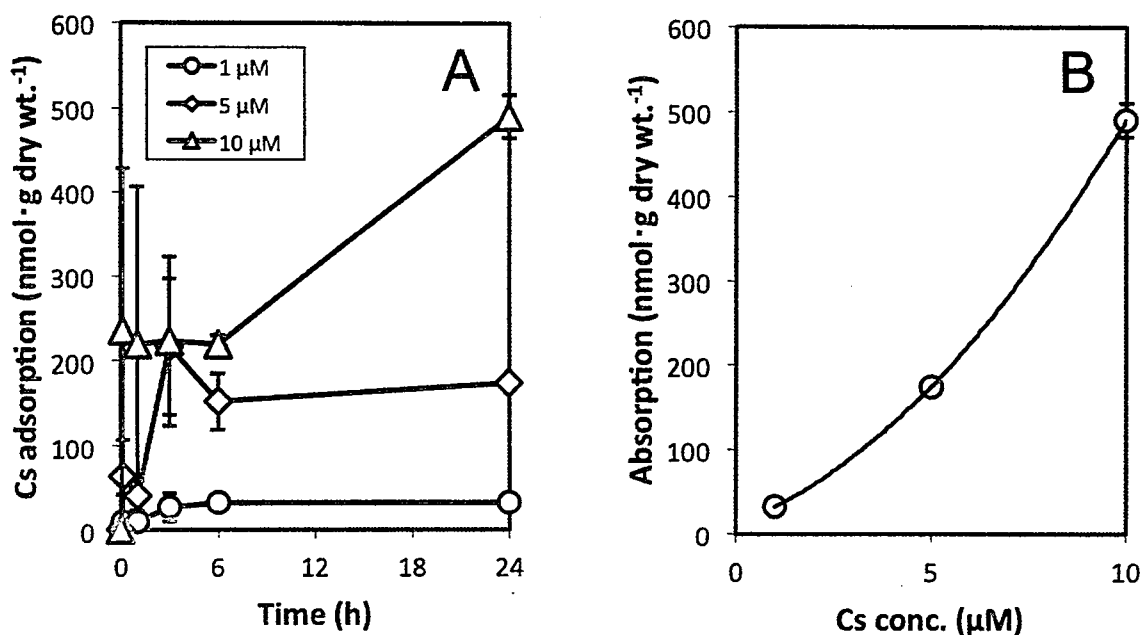 A
1 μM
5 μM
10 μM
Cs adsorption (nmol·g dry wt.⁻¹)
600
500
400
300
200
100
0
0 6 12 18 24
Time (h)
B
Absorption (nmol·g dry wt.⁻¹)
600
500
400
300
200
100
0
0 5 10
Cs conc. (μM)